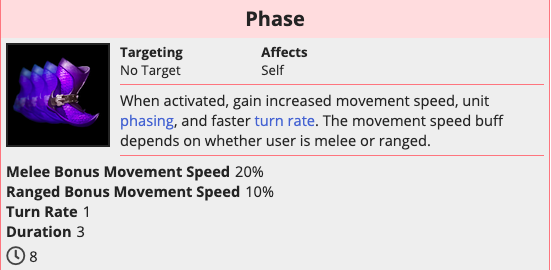 Phase
Targeting Affects
No Target Self
When activated, gain increased movement speed, unit
phasing, and faster turn rate. The movement speed buff
depends on whether user is melee or ranged.
Melee Bonus Movement Speed 20%
Ranged Bonus Movement Speed 10%
Turn Rate 1
Duration 3
8